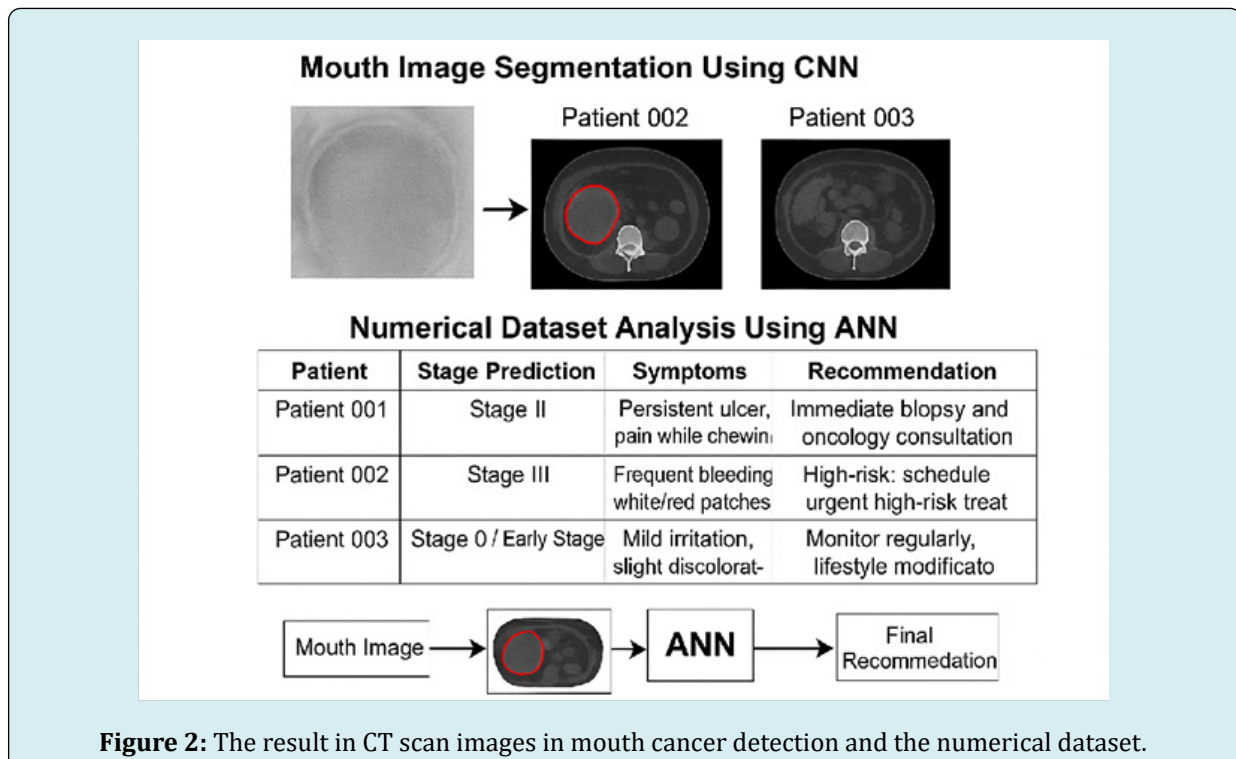 Mouth Image Segmentation Using CNN
Patient 002
Patient 003
Numerical Dataset Analysis Using ANN
Patient Stage Prediction Symptoms Recommendation
Patient 001 Stage II Persistent ulcer, Immediate blopsy and
pain while chewin oncology consultation
Patient 002 Stage III Frequent bleeding High-risk: schedule
white/red patches urgent high-risk treat
Patient 003 Stage 0 / Early Stage Mild irritation, Monitor regularly,
slight discolorat- lifestyle modificato
Mouth Image
ANN
Final
Recommedation
Figure 2: The result in CT scan images in mouth cancer detection and the numerical dataset.